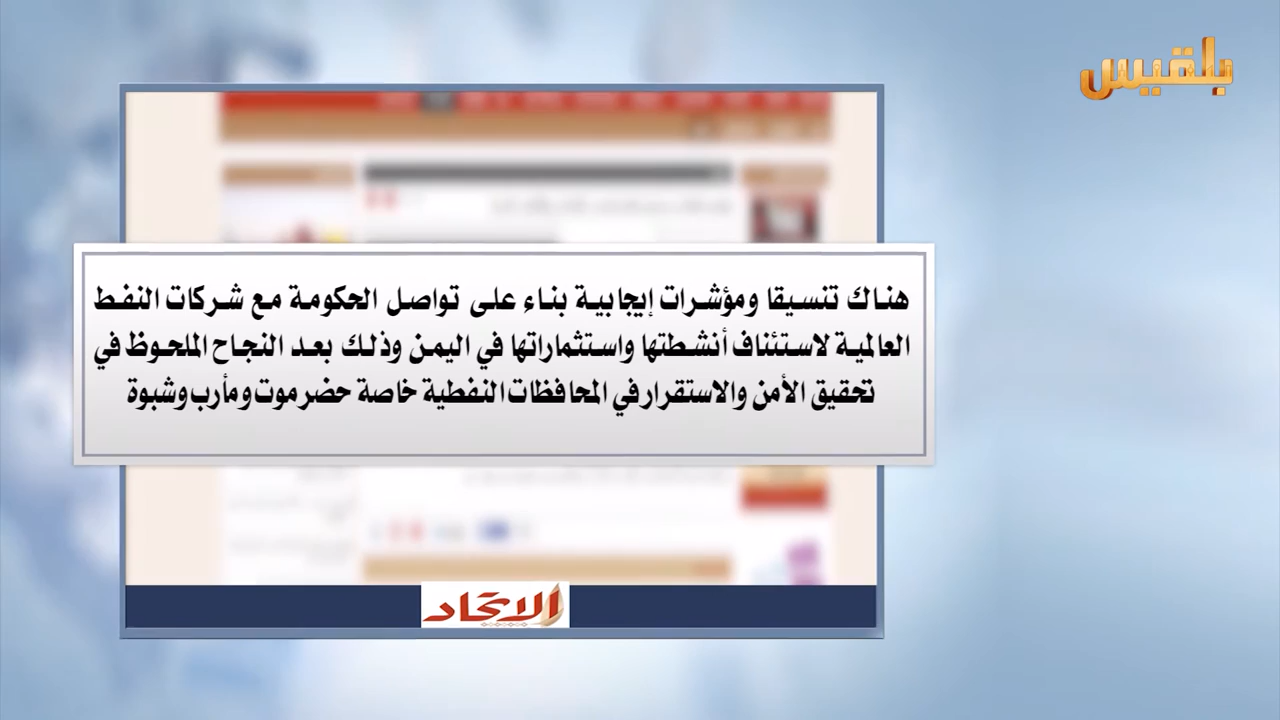 بلقيس
هناك تنسيقا ومؤشرات إيجابية بناء على تواصل الحكومة مع شركات النفط
العالمية لاستئناف أنشطتها واستثماراتها في اليمن وذلك بعد النجاح الملحوظ في
تحقيق الأمن والاستقرار في المحافظات النفطية خاصة حضرموت ومأرب وشبوة
الاتحاد